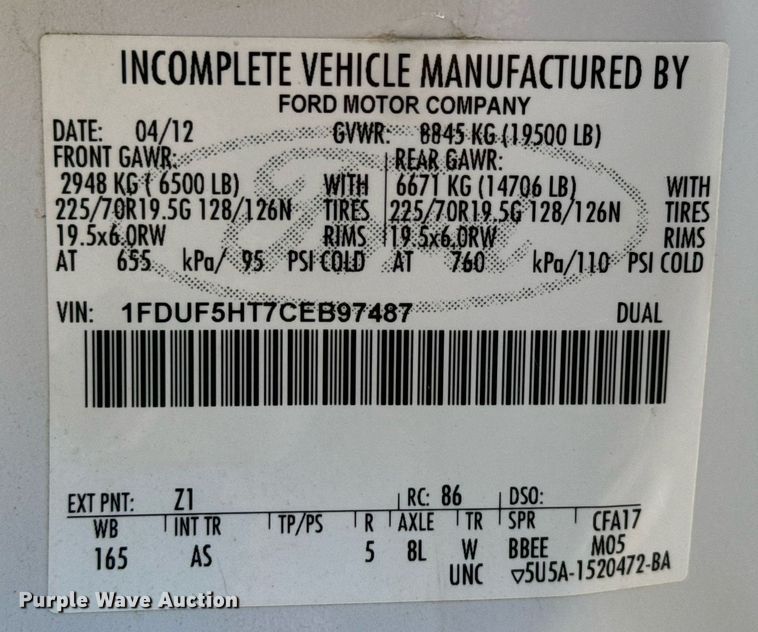 INCOMPLETE VEHICLE MANUFACTURED BY
FORD MOTOR COMPANY
DATE: 04/12 GVWR: 8845 KG (19500 LB)
FRONT GAWR: REAR GAWR:
2948 KG ( 6500 LB) WITH 6671 KG (14706 LB) WITH
225/70R19.5G 128/126N TIRES 225/70R19.5G 128/126N TIRES
19.5x6.0RW RIMS 19.5x6.0RW RIMS
AT 655 kPa/ 95 PSI COLD AT 760 kPa/110 PSI COLD
VIN: 1FDUF5HT7CEB97487 DUAL
EXT PNT: Z1 RC: 86 DSO:
WB INT TR TP/PS R AXLE TR SPR CFA17
165 AS 5 8L W BBEE M05
UNC ▽5U5A-1520472-BA
Purple Wave Auction